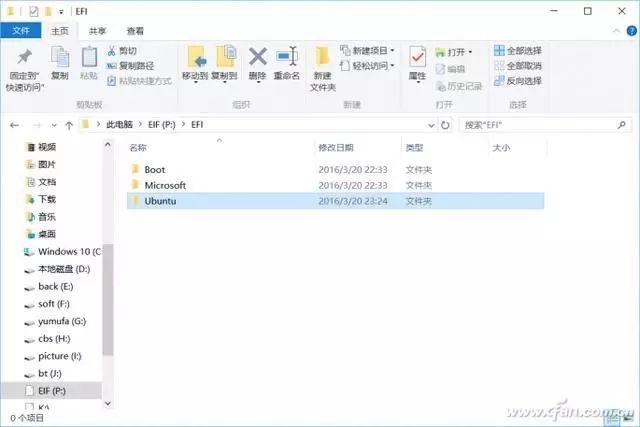 EFI
文件 主页 共享 查看
固定到"快速访问" 复制 粘贴 剪切 复制路径 粘贴快捷方式 移动到 复制到 删除 重命名 新建文件夹 新建项目 轻松访问 属性 打开 编辑 历史记录 全部选择 全部取消 反向选择
剪贴板 组织 新建 打开 选择
此电脑 EIF (P:) EFI 搜索"EFI"
名称 修改日期 类型 大小
Boot 2016/3/20 22:33 文件夹
Microsoft 2016/3/20 22:33 文件夹
Ubuntu 2016/3/20 23:24 文件夹
视频
图片
文档
下载
音乐
桌面
Windows 10 (C
本地磁盘 (D:)
back (E:)
soft (F:)
yumufa (G:)
cbs (H:)
picture (I:)
bt (J:)
EIF (P:)
0 个项目
www.cfan.com.cn